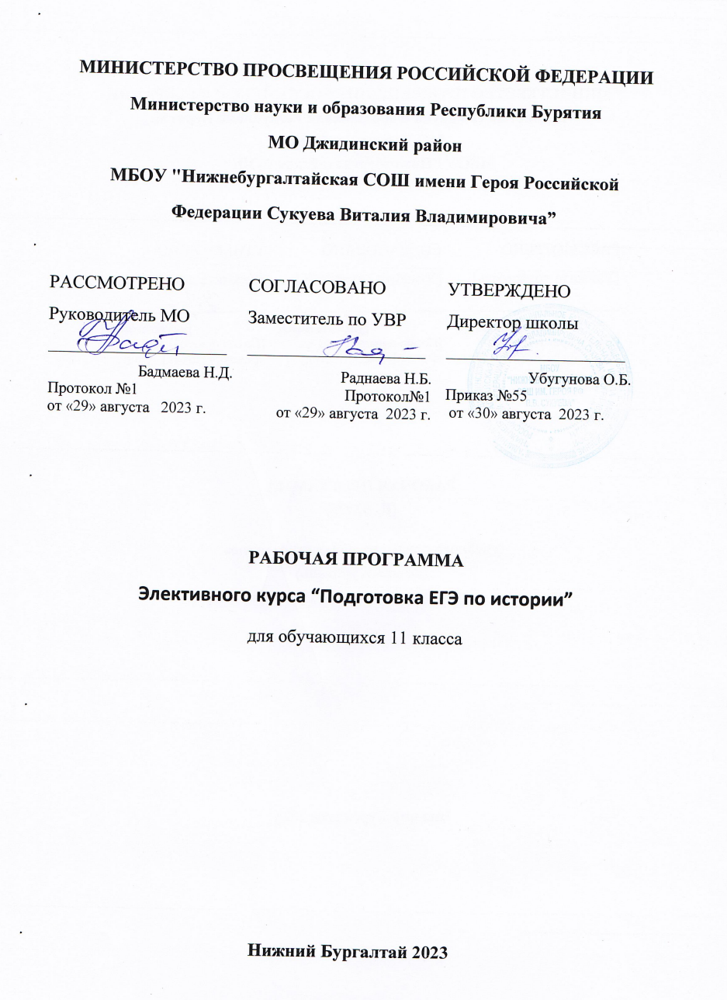 МИНИСТЕРСТВО ПРОСВЕЩЕНИЯ РОССИЙСКОЙ ФЕДЕРАЦИИ
Министерство науки и образования Республики Бурятия
МО Джидинский район
МБОУ "Нижнебургалтайская СОШ имени Героя Российской
Федерации Сукуева Виталия Владимировича”
РАССМОТРЕНО
Руководитель МО
Бадмаева Н.Д.
Протокол №1
от «29» августа 2023 г.
СОГЛАСОВАНО
Заместитель по УВР
Раднаева Н.Б.
Протокол№1
от «29» августа 2023 г.
УТВЕРЖДЕНО
Директор школы
Убугунова О.Б.
Приказ №55
от «30» августа 2023 г.
РАБОЧАЯ ПРОГРАММА
Элективного курса “Подготовка ЕГЭ по истории”
для обучающихся 11 класса
Нижний Бургалтай 2023